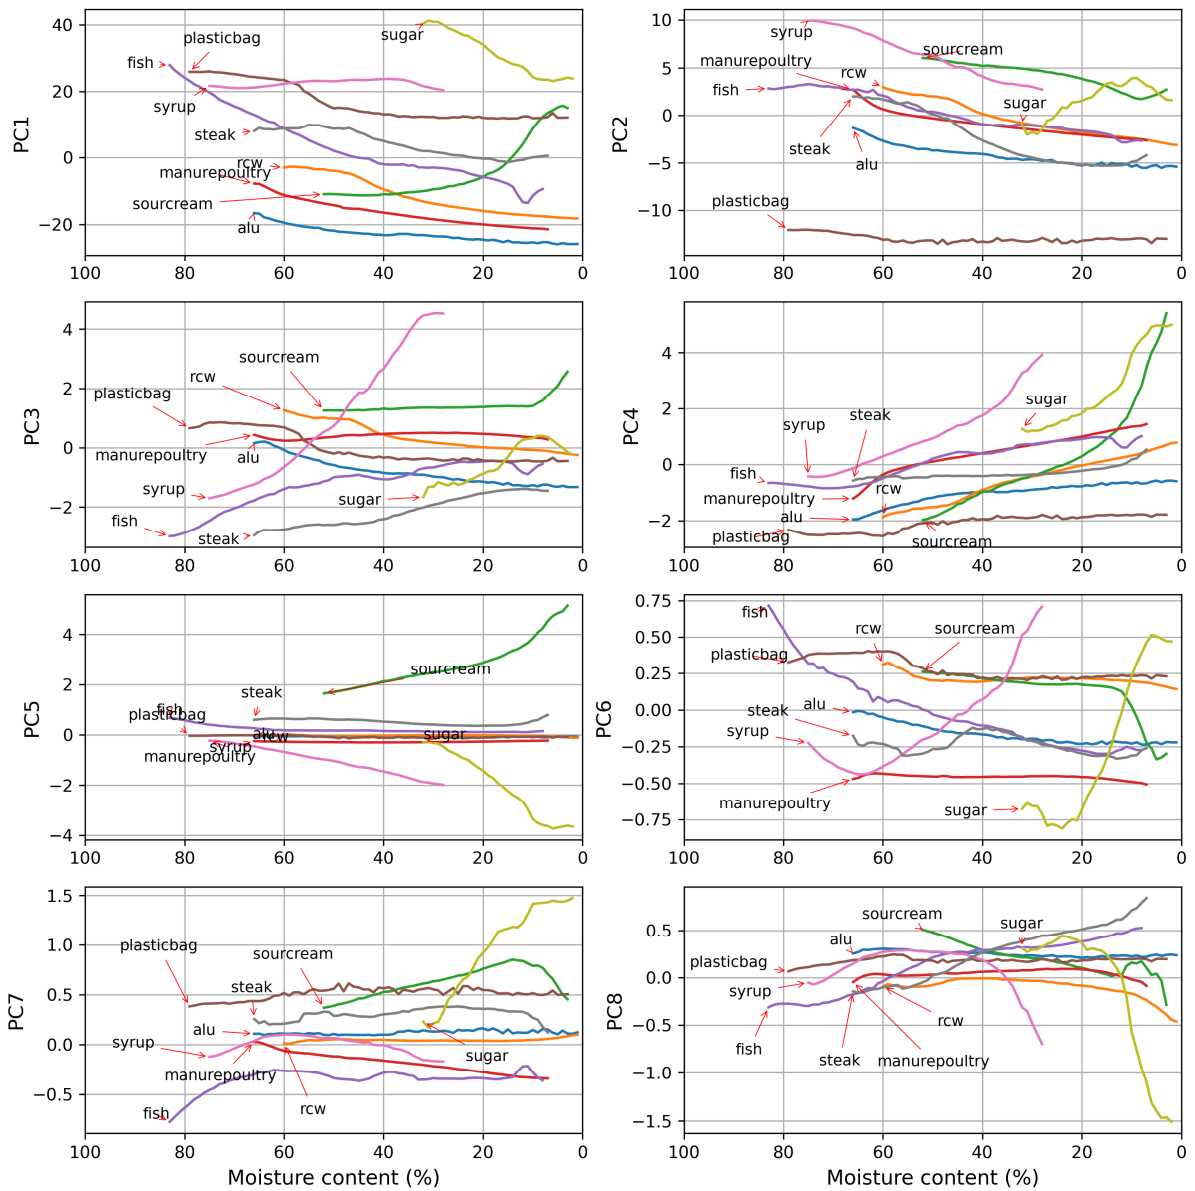 40
20
0
−20
PC1
plasticbag
fish
syrup
steak
rcw
manurepoultry
sourcream
alu
sugar
100 80 60 40 20 0
10
5
0
−5
−10
PC2
syrup
sourcream
manurepoultry
rcw
fish
sugar
steak
alu
plasticbag
100 80 60 40 20 0
4
2
0
−2
PC3
sourcream
rcw
plasticbag
manurepoultry
alu
syrup
sugar
fish
steak
100 80 60 40 20 0
4
2
0
−2
PC4
sugar
steak
syrup
fish
rcw
manurepoultry
alu
plasticbag
sourcream
100 80 60 40 20 0
4
2
0
−2
−4
PC5
sourcream
steak
fish
plasticbag
alu
rcw
sugar
syrup
manurepoultry
100 80 60 40 20 0
0.75
0.50
0.25
0.00
−0.25
−0.50
−0.75
PC6
fish
rcw
sourcream
plasticbag
alu
steak
syrup
manurepoultry
sugar
100 80 60 40 20 0
1.5
1.0
0.5
0.0
−0.5
PC7
plasticbag
sourcream
steak
alu
syrup
sugar
manurepoultry
fish
rcw
100 80 60 40 20 0
Moisture content (%)
0.5
0.0
−0.5
−1.0
−1.5
PC8
sourcream
sugar
alu
plasticbag
syrup
rcw
fish
steak
manurepoultry
100 80 60 40 20 0
Moisture content (%)